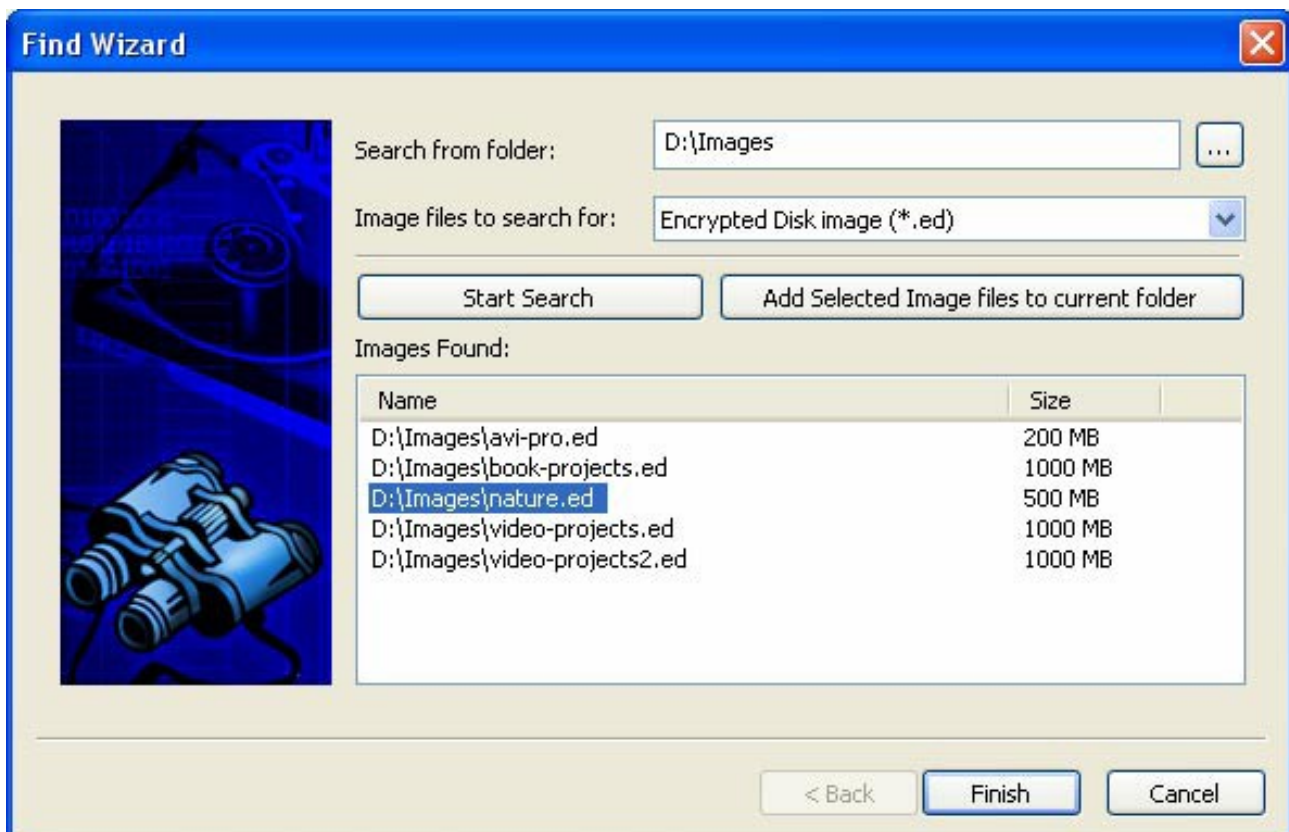 Find Wizard
Search from folder: D:\Images ...
Image files to search for: Encrypted Disk image (*.ed)
Start Search Add Selected Image files to current folder
Images Found:
Name Size
D:\Images\avi-pro.ed 200 MB
D:\Images\book-projects.ed 1000 MB
D:\Images\nature.ed 500 MB
D:\Images\video-projects.ed 1000 MB
D:\Images\video-projects2.ed 1000 MB
< Back Finish Cancel